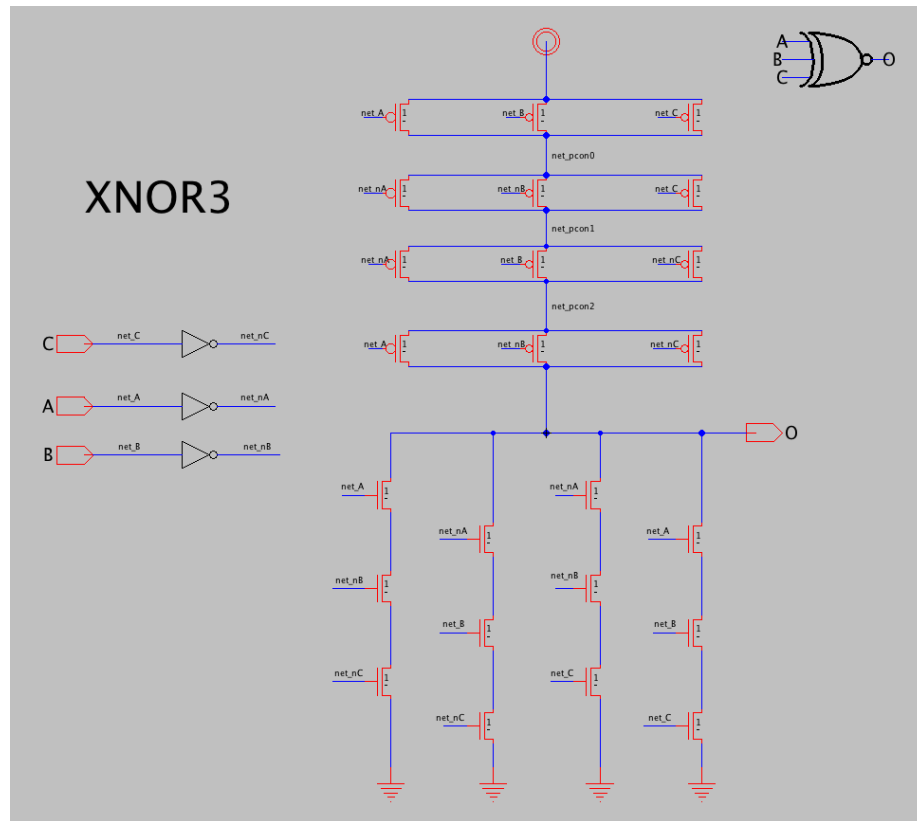 A
B
C
O
net_A
1
net_B
1
net_C
1
net_pcon0
net_nA
1
net_nB
1
net_C
1
XNOR3
net_pcon1
net_nA
1
net_B
1
net_nC
1
net_pcon2
C
net_C
net_nC
net_A
1
net_nB
1
net_nC
1
A
net_A
net_nA
B
net_B
net_nB
O
net_A
1
net_nA
1
net_nA
1
net_A
1
net_nB
1
net_nB
1
net_B
1
net_B
1
net_nC
1
net_C
1
net_nC
1
net_C
1